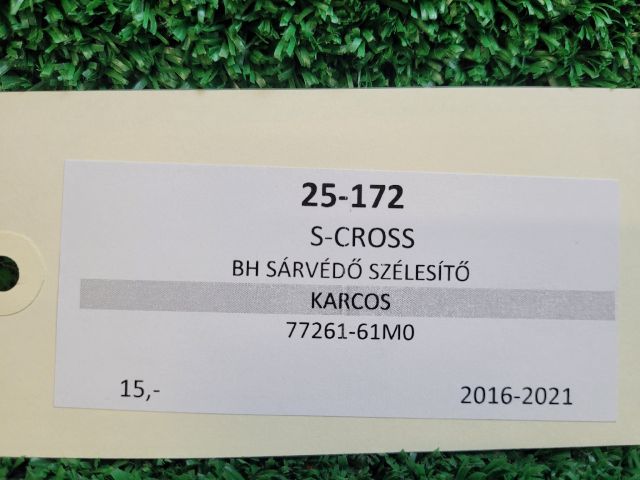 25-172
S-CROSS
BH SÁRVÉDŐ SZÉLESÍTŐ
KARCOS
77261-61M0
15,- 2016-2021